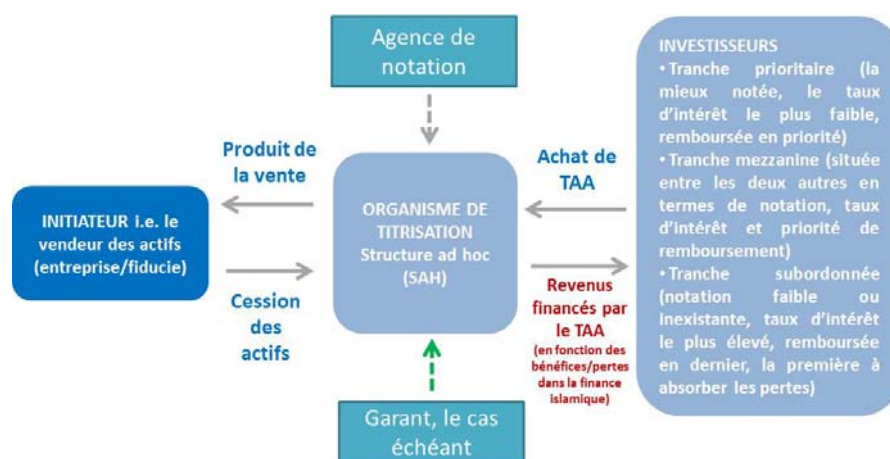 Agence de
notation
Produit de
la vente
Achat de
TAA
INITIATEUR i.e. le
vendeur des actifs
(entreprise/fiducie)
ORGANISME DE
TITRISATION
Structure ad hoc
(SAH)
Cession
des
actifs
Revenus
financés par
le TAA
(en fonction des
bénéfices/pertes
dans la finance
islamique)
Garant, le cas
échéant
INVESTISSEURS
• Tranche prioritaire (la
mieux notée, le taux
d'intérêt le plus faible,
remboursée en priorité)
• Tranche mezzanine (située
entre les deux autres en
termes de notation, taux
d'intérêt et priorité de
remboursement)
• Tranche subordonnée
(notation faible ou
inexistante, taux d'intérêt
le plus élevé, remboursée
en dernier, la première à
absorber les pertes)